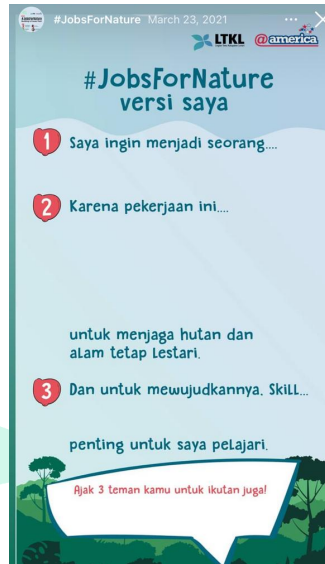 #JobsForNature March 23, 2021
LTKL @america
#JobsForNature
versi saya
1 Saya ingin menjadi seorang....
2 Karena pekerjaan ini....
untuk menjaga hutan dan
alam tetap lestari.
3 Dan untuk mewujudkannya, Skill...
penting untuk saya pelajari.
Ajak 3 teman kamu untuk ikutan juga!